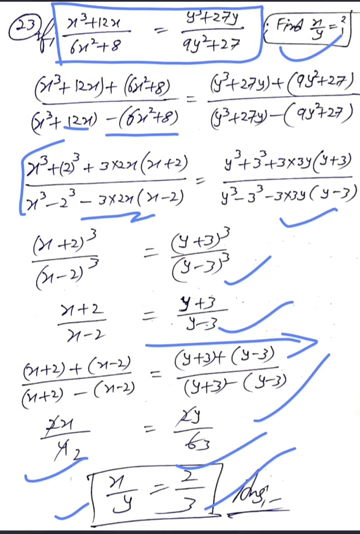 (23) If, x³+12x / 6x²+8 = y³+27y / 9y²+27 ; Find x/y = ?
(x³+12x)+(6x²+8) / (x³+12x)-(6x²+8) = (y³+27y)+(9y²+27) / (y³+27y)-(9y²+27)
x³+(2)³+3×2x(x+2) / x³-2³-3×2x(x-2) = y³+3³+3×3y(y+3) / y³-3³-3×3y(y-3)
(x+2)³ / (x-2)³ = (y+3)³ / (y-3)³
x+2 / x-2 = y+3 / y-3
(x+2)+(x-2) / (x+2)-(x-2) = (y+3)+(y-3) / (y+3)-(y-3)
2x / 4 2 = 2y / 6 3
x/y = 2/3 Ans,